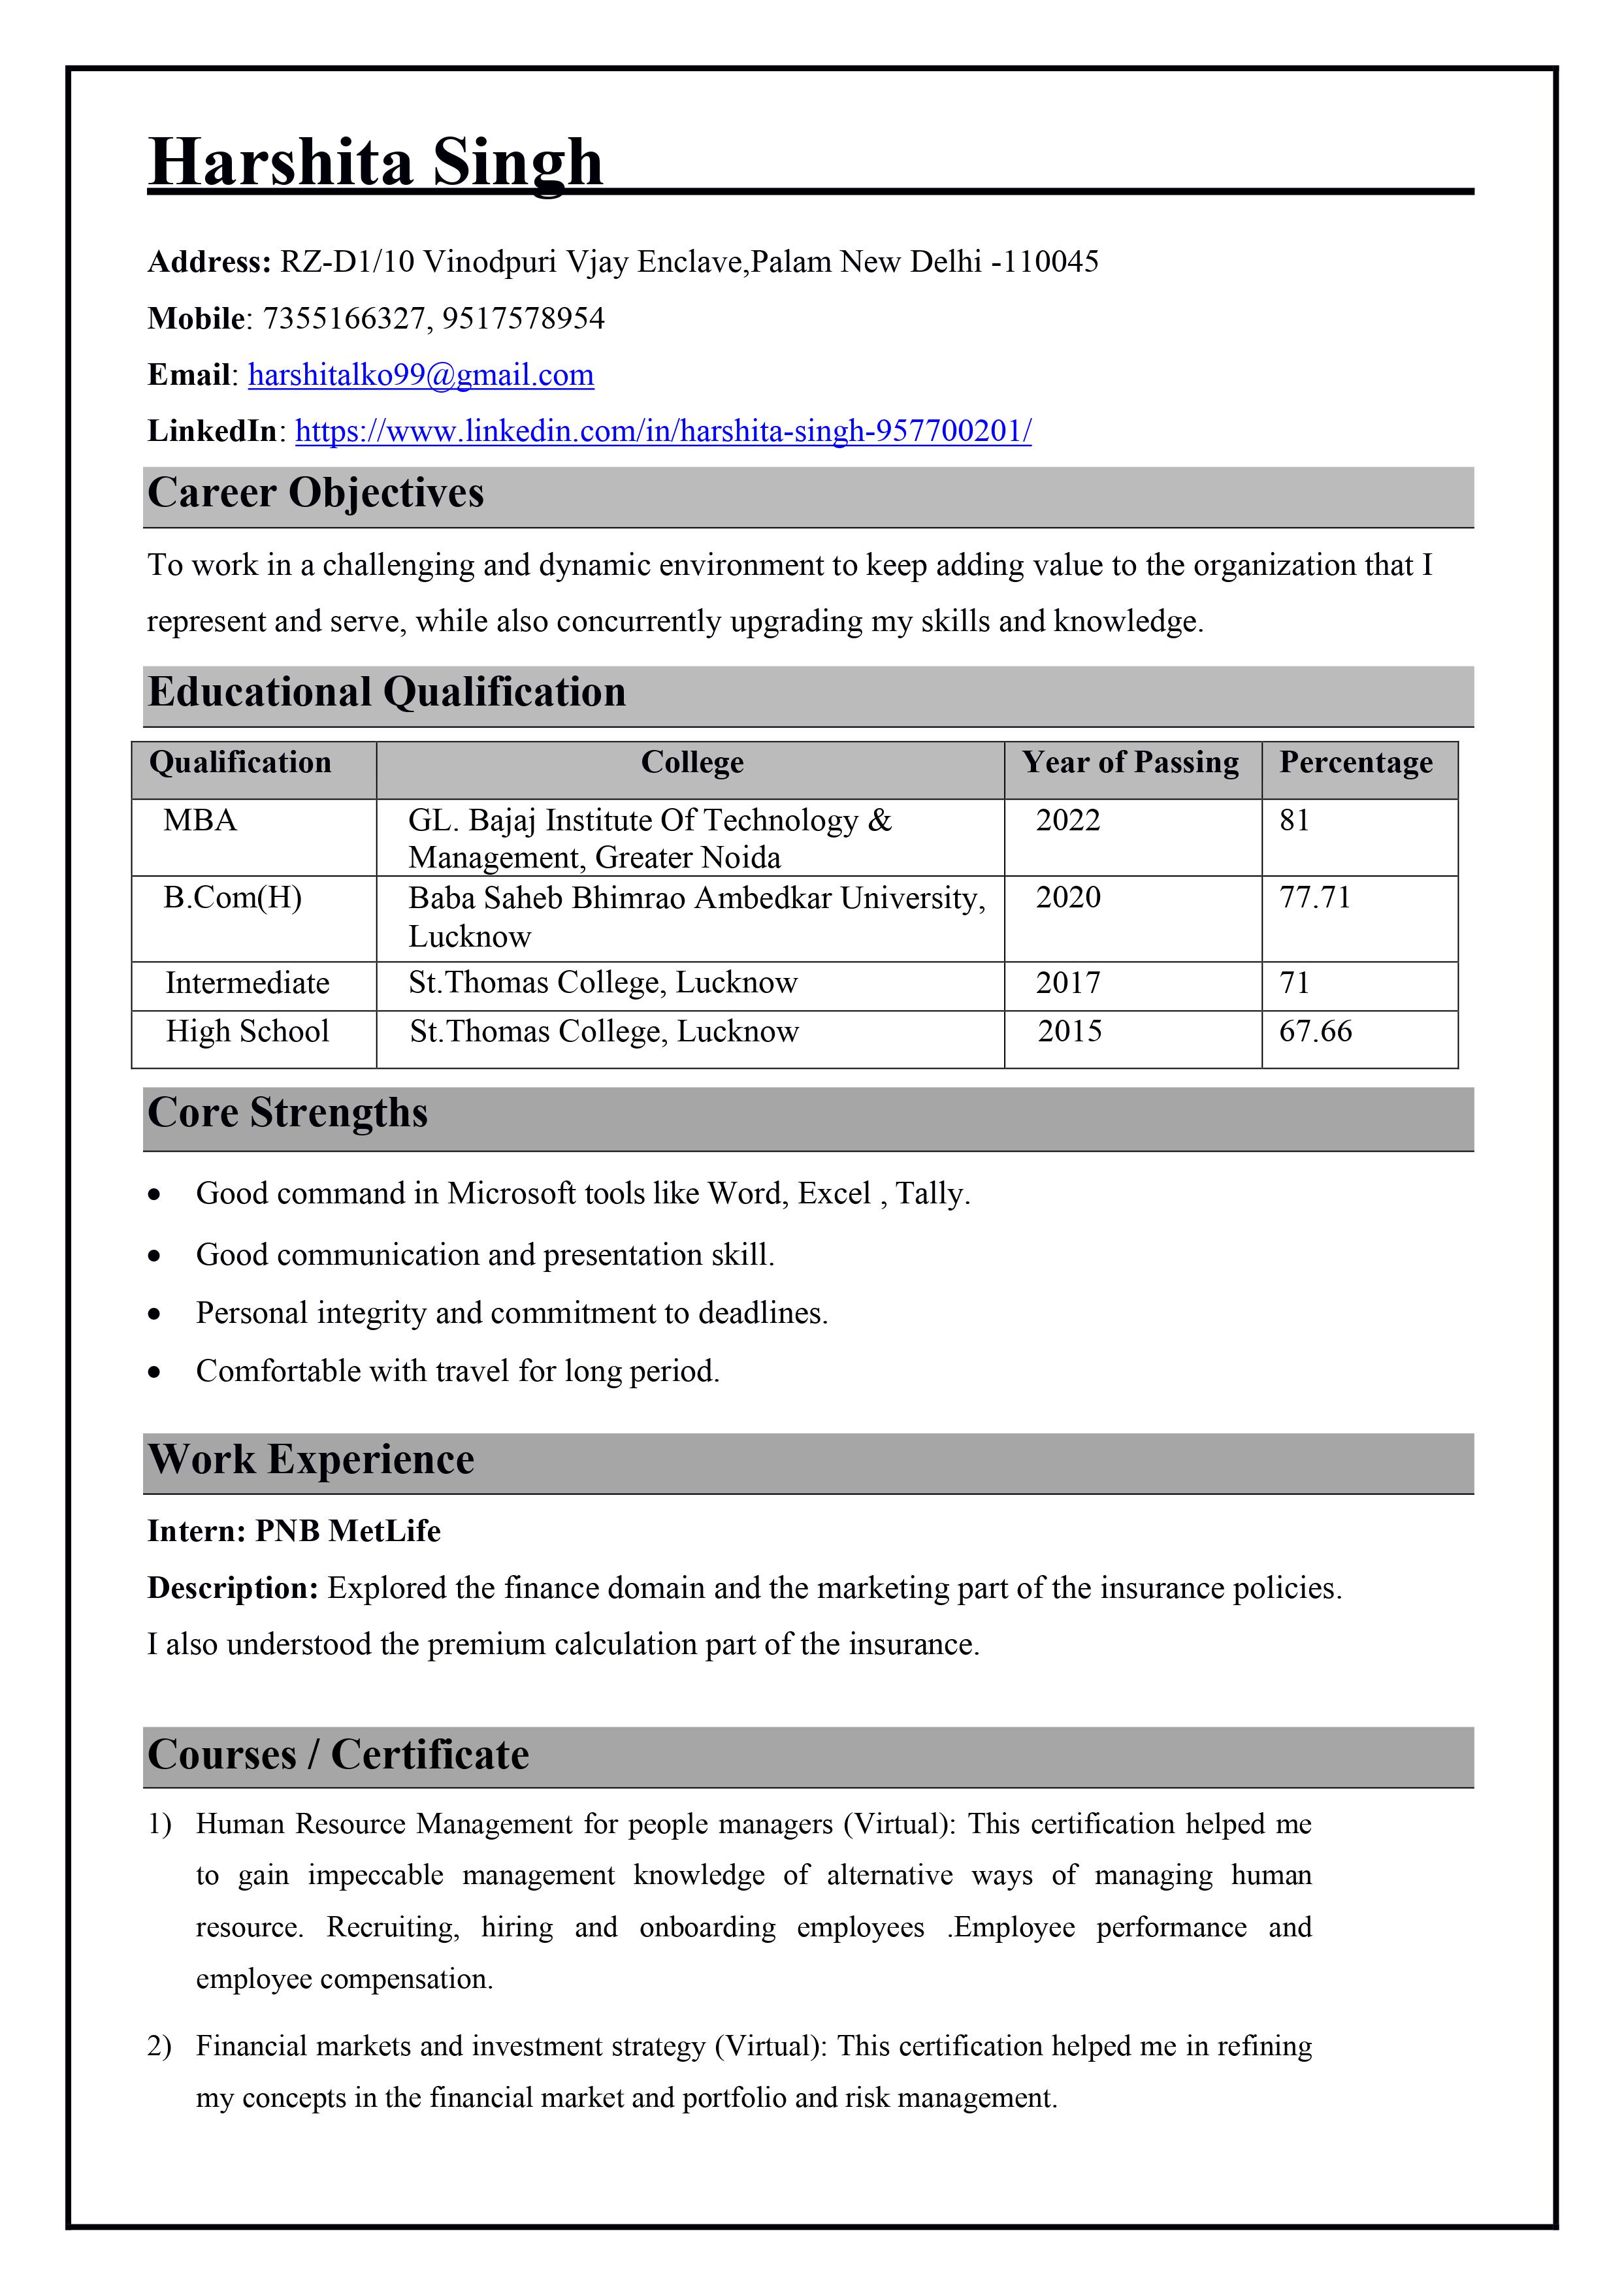 Harshita Singh
Address: RZ-D1/10 Vinodpuri Vjay Enclave,Palam New Delhi -110045
Mobile: 7355166327, 9517578954
Email: harshitalko99@gmail.com
LinkedIn: https://www.linkedin.com/in/harshita-singh-957700201/
Career Objectives
To work in a challenging and dynamic environment to keep adding value to the organization that I
represent and serve, while also concurrently upgrading my skills and knowledge.
Educational Qualification
Qualification College Year of Passing Percentage
MBA GL. Bajaj Institute Of Technology & 2022 81
Management, Greater Noida
B.Com(H) Baba Saheb Bhimrao Ambedkar University, 2020 77.71
Lucknow
Intermediate St.Thomas College, Lucknow 2017 71
High School St.Thomas College, Lucknow 2015 67.66
Core Strengths
• Good command in Microsoft tools like Word, Excel , Tally.
• Good communication and presentation skill.
• Personal integrity and commitment to deadlines.
• Comfortable with travel for long period.
Work Experience
Intern: PNB MetLife
Description: Explored the finance domain and the marketing part of the insurance policies.
I also understood the premium calculation part of the insurance.
Courses / Certificate
1) Human Resource Management for people managers (Virtual): This certification helped me
to gain impeccable management knowledge of alternative ways of managing human
resource. Recruiting, hiring and onboarding employees .Employee performance and
employee compensation.
2) Financial markets and investment strategy (Virtual): This certification helped me in refining
my concepts in the financial market and portfolio and risk management.